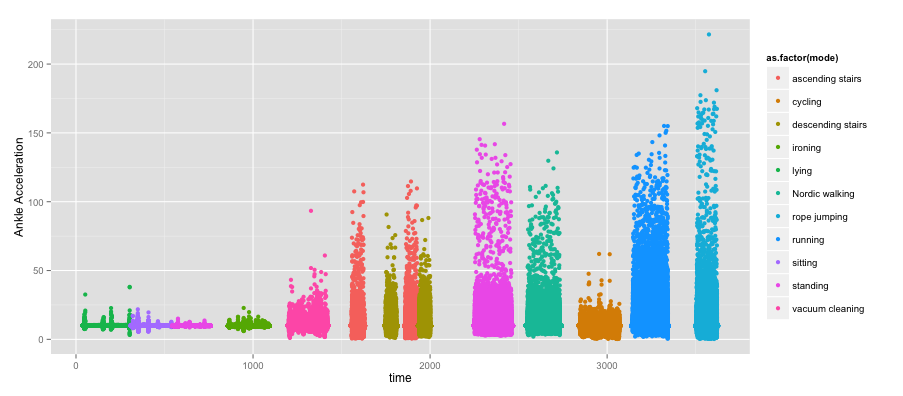 Ankle Acceleration
200
150
100
50
0
0
1000
2000
3000
time
as.factor(mode)
ascending stairs
cycling
descending stairs
ironing
lying
Nordic walking
rope jumping
running
sitting
standing
vacuum cleaning